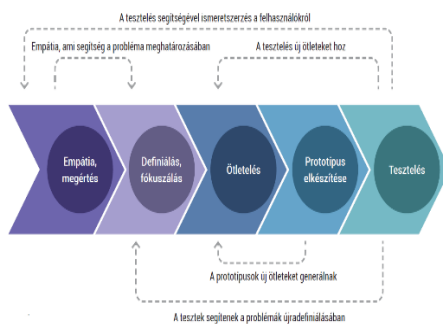 A tesztelés segítségével ismeretszerzés a felhasználókról
Empátia, ami segítség a probléma meghatározásában
A tesztelés új ötleteket hoz
Empátia,
megértés
Definiálás,
fókuszálás
Ötletelés
Prototípus
elkészítése
Tesztelés
A prototípusok új ötleteket generálnak
A tesztek segítenek a problémák újradefiniálásában